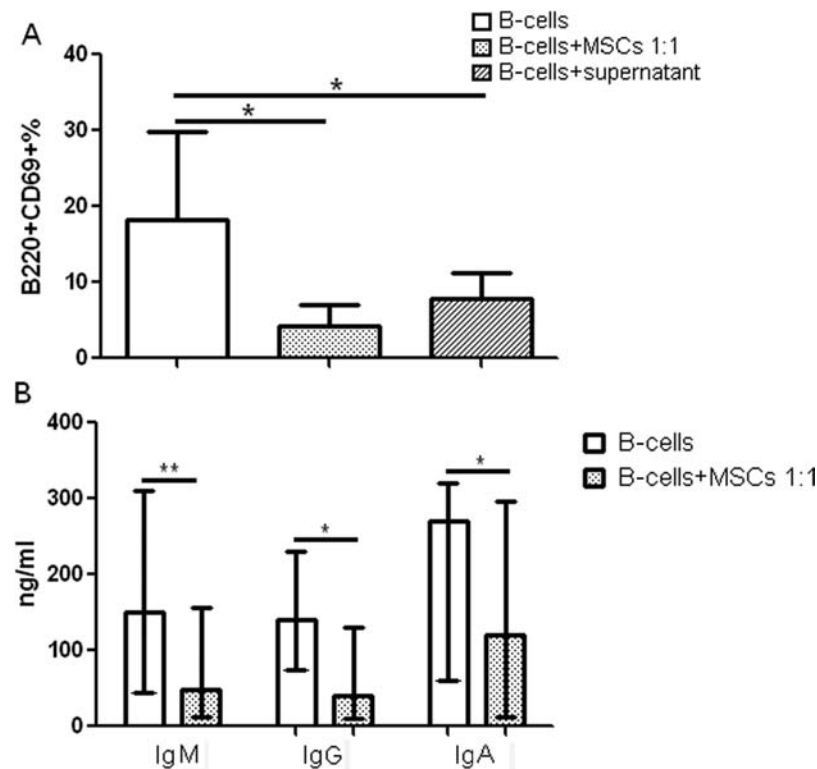 A
B-cells
B-cells+MSCs 1:1
B-cells+supernatant
B220+CD69+%
40
30
20
10
0
*
*
B
B-cells
B-cells+MSCs 1:1
ng/ml
400
300
200
100
0
**
*
*
IgM IgG IgA